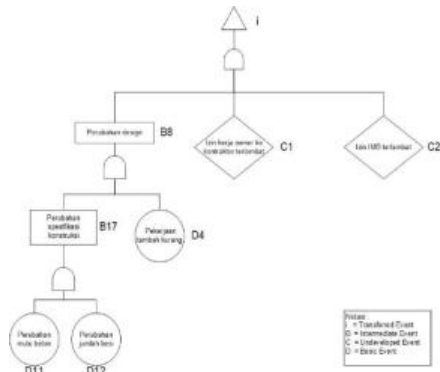 i
Perubahan design
B8
Izin kerja owner ke
kontraktor terlambat
C1
Izin IMB terlambat
C2
Perubahan
spesifikasi
konstruksi
B17
Pekerjaan
tambah kurang
D4
Perubahan
mutu beton
Perubahan
jumlah besi
D11
D12
Notasi :
i = Transferred Event
B = Intermediate Event
C = Undeveloped Event
D = Basic Event